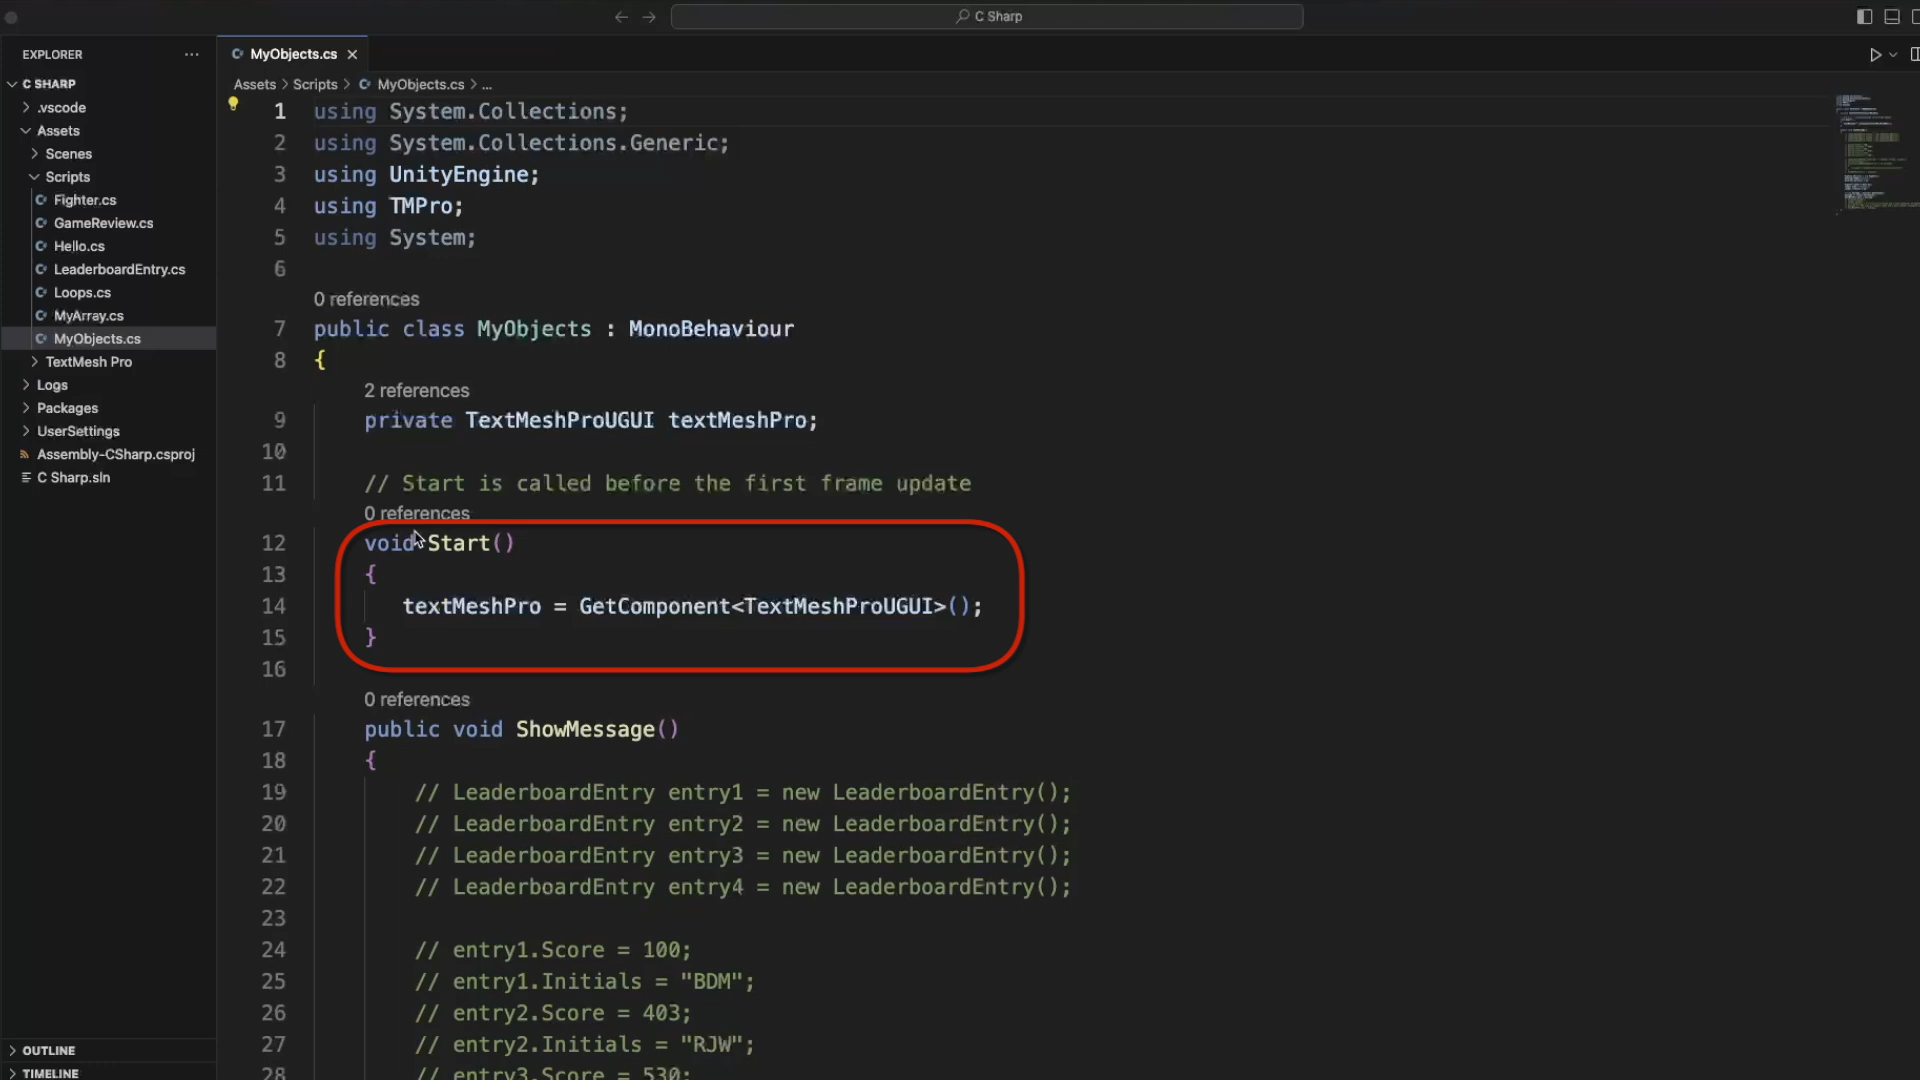 C Sharp
EXPLORER
C SHARP
.vscode
Assets
Scenes
Scripts
Fighter.cs
GameReview.cs
Hello.cs
LeaderboardEntry.cs
Loops.cs
MyArray.cs
MyObjects.cs
TextMesh Pro
Logs
Packages
UserSettings
Assembly-CSharp.csproj
C Sharp.sln
OUTLINE
TIMELINE
MyObjects.cs
Assets > Scripts > MyObjects.cs > ...
1 using System.Collections;
2 using System.Collections.Generic;
3 using UnityEngine;
4 using TMPro;
5 using System;
6
0 references
7 public class MyObjects : MonoBehaviour
8 {
2 references
9 private TextMeshProUGUI textMeshPro;
10
11 // Start is called before the first frame update
0 references
12 void Start()
13 {
14 textMeshPro = GetComponent<TextMeshProUGUI>();
15 }
16
0 references
17 public void ShowMessage()
18 {
19 // LeaderboardEntry entry1 = new LeaderboardEntry();
20 // LeaderboardEntry entry2 = new LeaderboardEntry();
21 // LeaderboardEntry entry3 = new LeaderboardEntry();
22 // LeaderboardEntry entry4 = new LeaderboardEntry();
23
24 // entry1.Score = 100;
25 // entry1.Initials = "BDM";
26 // entry2.Score = 403;
27 // entry2.Initials = "RJW";
28 // entry3.Score = 530;